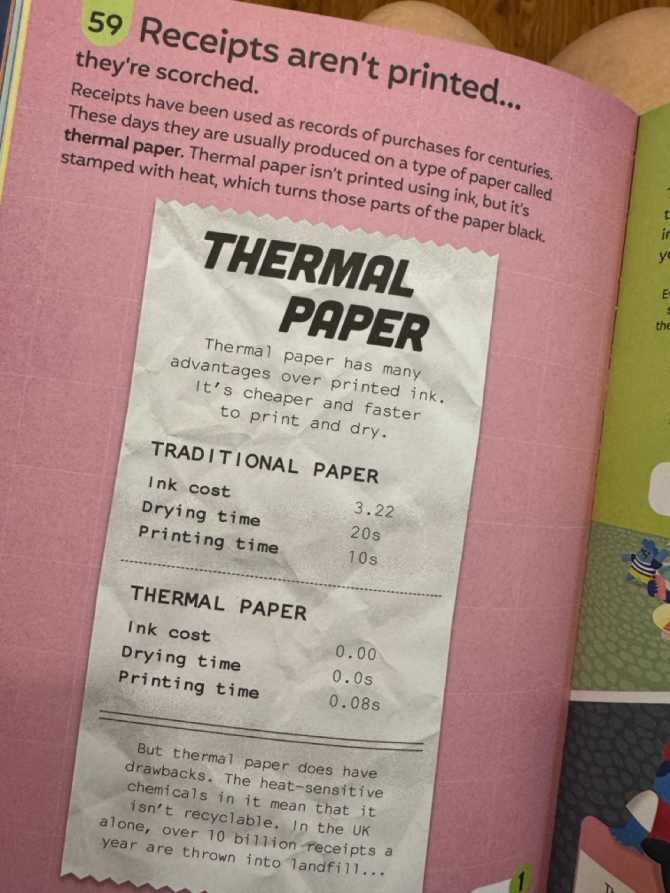 59 Receipts aren't printed...
they're scorched.
Receipts have been used as records of purchases for centuries.
These days they are usually produced on a type of paper called
thermal paper. Thermal paper isn't printed using ink, but it's
stamped with heat, which turns those parts of the paper black.
THERMAL
PAPER
Thermal paper has many
advantages over printed ink.
It's cheaper and faster
to print and dry.
TRADITIONAL PAPER
Ink cost 3.22
Drying time 20s
Printing time 10s
THERMAL PAPER
Ink cost 0.00
Drying time 0.0s
Printing time 0.08s
But thermal paper does have
drawbacks. The heat-sensitive
chemicals in it mean that it
isn't recyclable. In the UK
alone, over 10 billion receipts a
year are thrown into landfill...
1